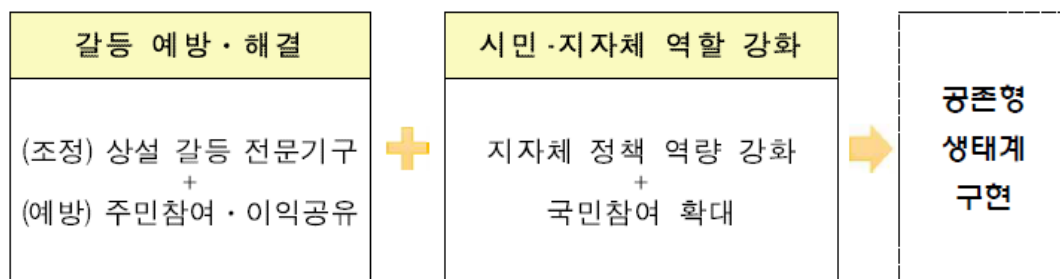 갈등 예방·해결
(조정) 상설 갈등 전문기구
+
(예방) 주민참여·이익공유
시민-지자체 역할 강화
지자체 정책 역량 강화
+
국민참여 확대
공존형
생태계
구현